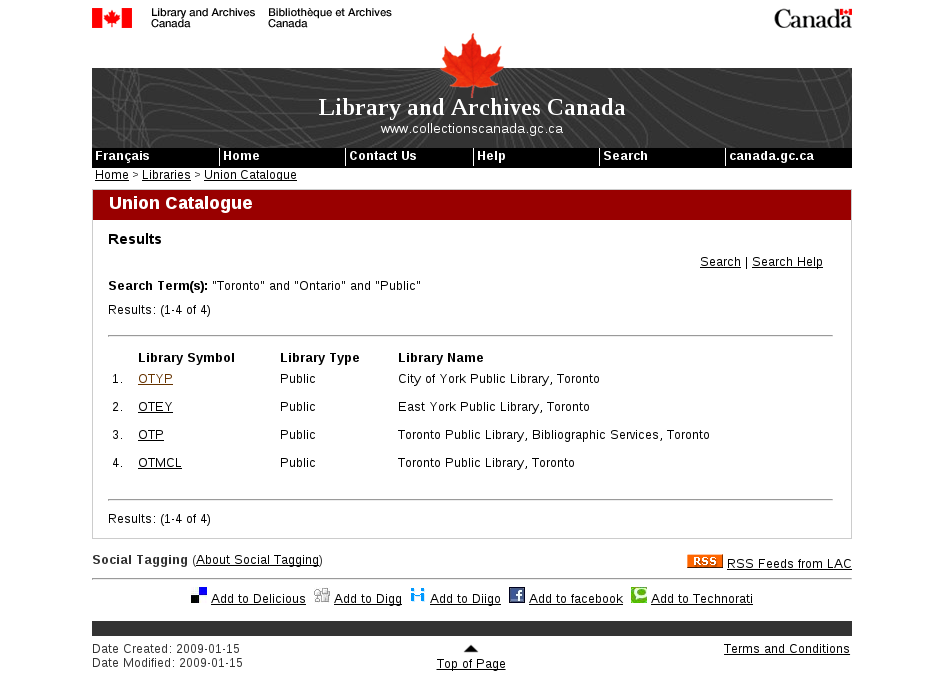 Library and Archives Canada
Bibliothèque et Archives Canada
Canada
Library and Archives Canada
www.collectionscanada.gc.ca
Français Home Contact Us Help Search canada.gc.ca
Home > Libraries > Union Catalogue
Union Catalogue
Results
Search | Search Help
Search Term(s): "Toronto" and "Ontario" and "Public"
Results: (1-4 of 4)
Library Symbol Library Type Library Name
1. OTYP Public City of York Public Library, Toronto
2. OTEY Public East York Public Library, Toronto
3. OTP Public Toronto Public Library, Bibliographic Services, Toronto
4. OTMCL Public Toronto Public Library, Toronto
Results: (1-4 of 4)
Social Tagging (About Social Tagging) RSS RSS Feeds from LAC
Add to Delicious Add to Digg Add to Diigo Add to facebook Add to Technorati
Date Created: 2009-01-15 Terms and Conditions
Date Modified: 2009-01-15 Top of Page